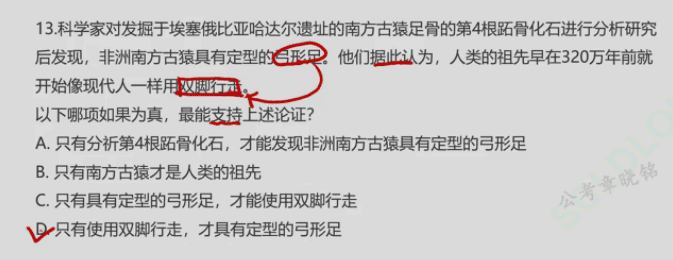 13.科学家对发掘于埃塞俄比亚哈达尔遗址的南方古猿足骨的第4根跖骨化石进行分析研究
后发现，非洲南方古猿具有定型的弓形足。他们据此认为，人类的祖先早在320万年前就
开始像现代人一样用双脚行走。
以下哪项如果为真，最能支持上述论证？
A. 只有分析第4根跖骨化石，才能发现非洲南方古猿具有定型的弓形足
B. 只有南方古猿才是人类的祖先
C. 只有具有定型的弓形足，才能使用双脚行走
D. 只有使用双脚行走，才具有定型的弓形足
公考章晓铭